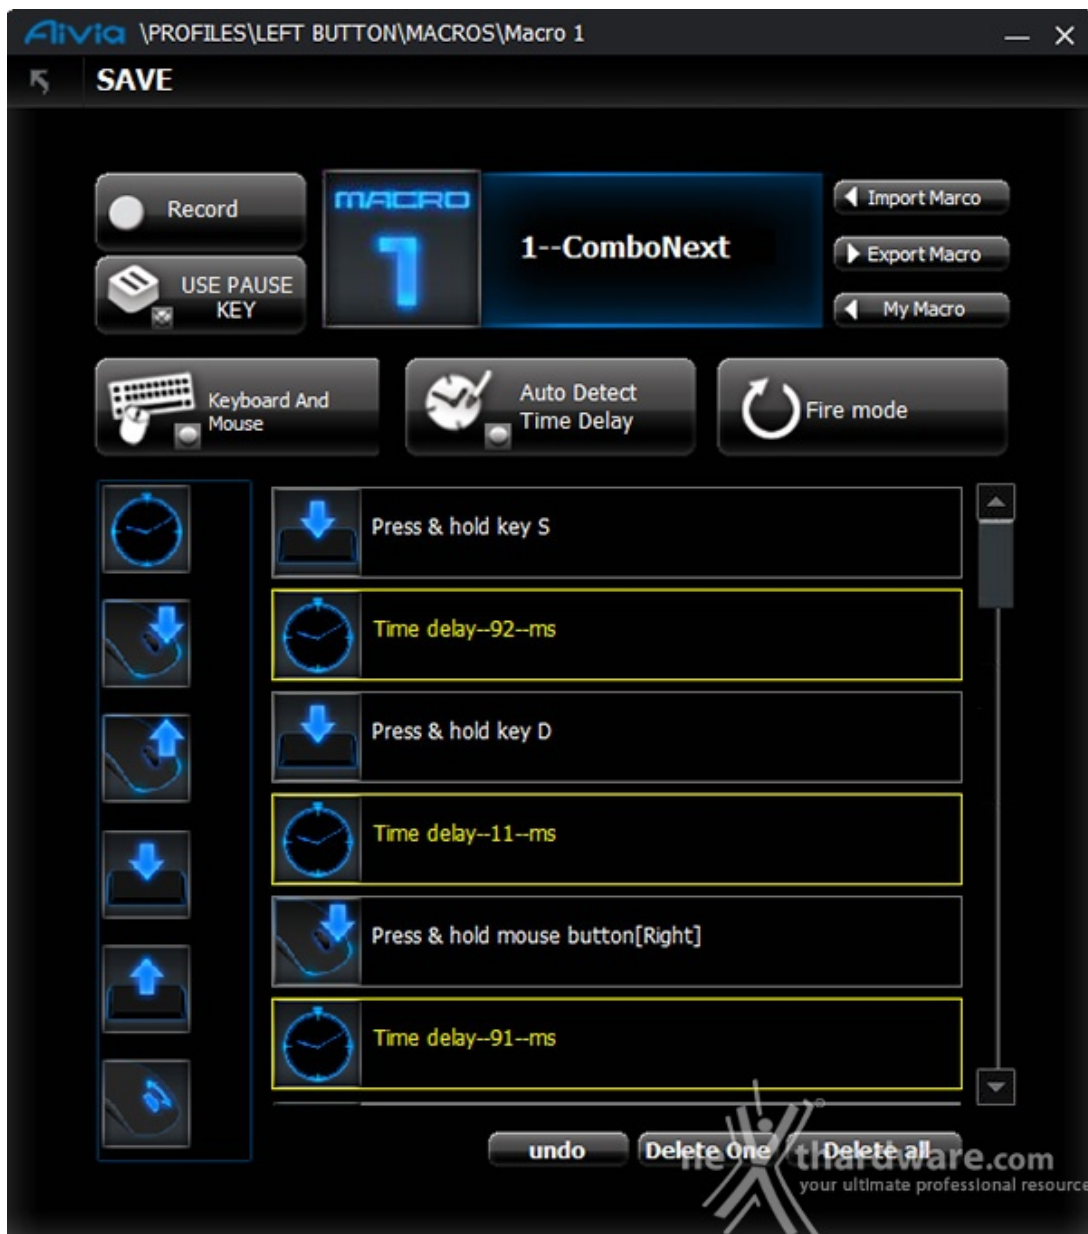 Aivia \PROFILES\LEFT BUTTON\MACROS\Macro 1
SAVE
Record
USE PAUSE
KEY
MACRO
1
1--ComboNext
Import Marco
Export Macro
My Macro
Keyboard And
Mouse
Auto Detect
Time Delay
Fire mode
Press & hold key S
Time delay--92--ms
Press & hold key D
Time delay--11--ms
Press & hold mouse button[Right]
Time delay--91--ms
undo
Delete One
Delete all
nexthardware.com
your ultimate professional resource